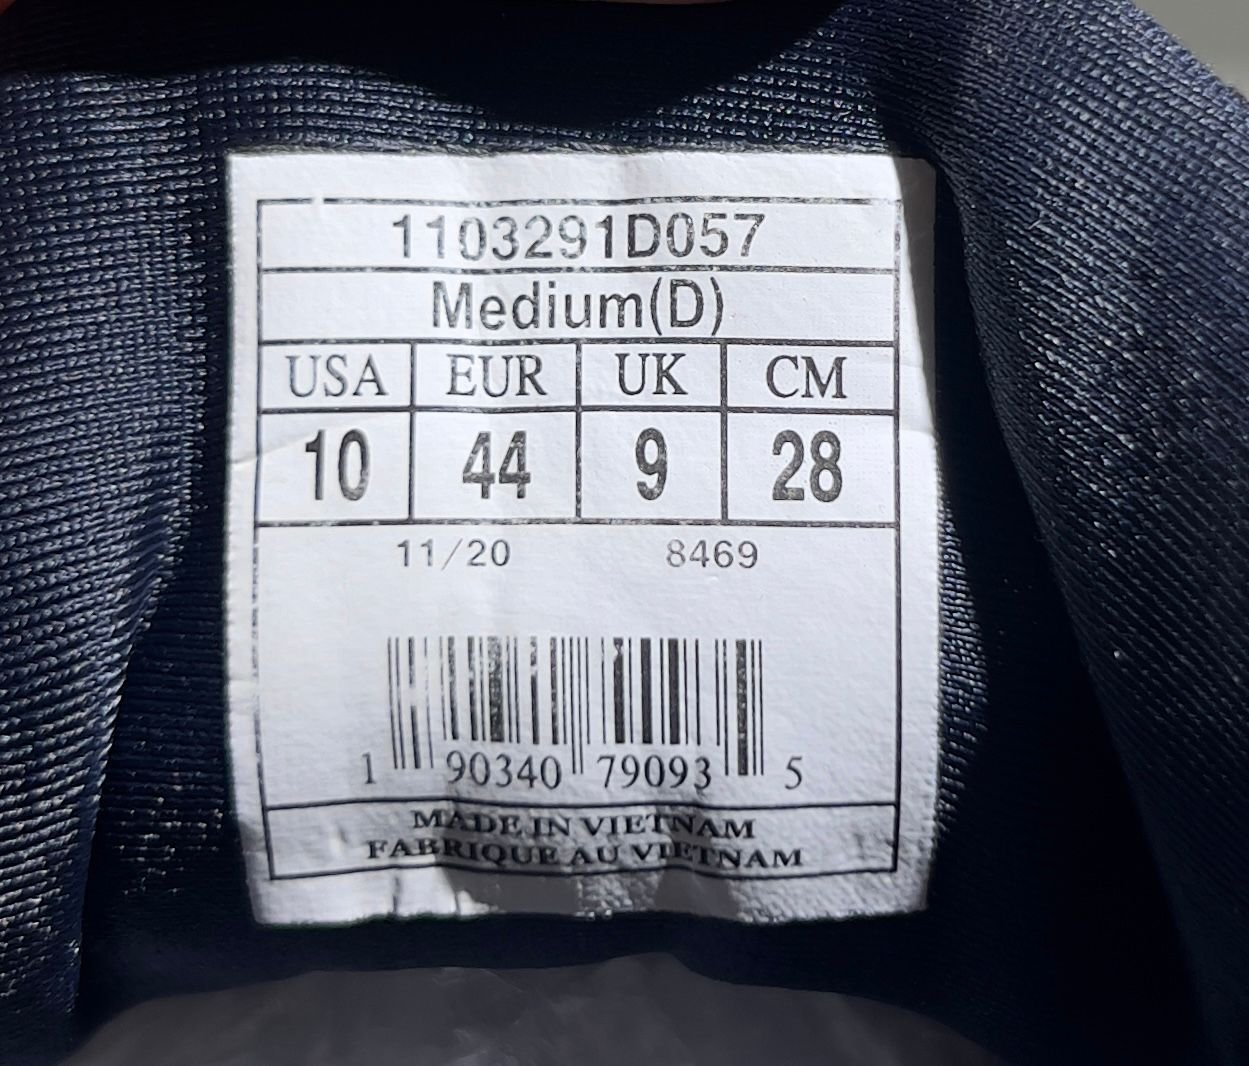 1103291D057
Medium(D)
USA EUR UK CM
10 44 9 28
11/20 8469
1 90340 79093 5
MADE IN VIETNAM
FABRIQUE AU VIETNAM